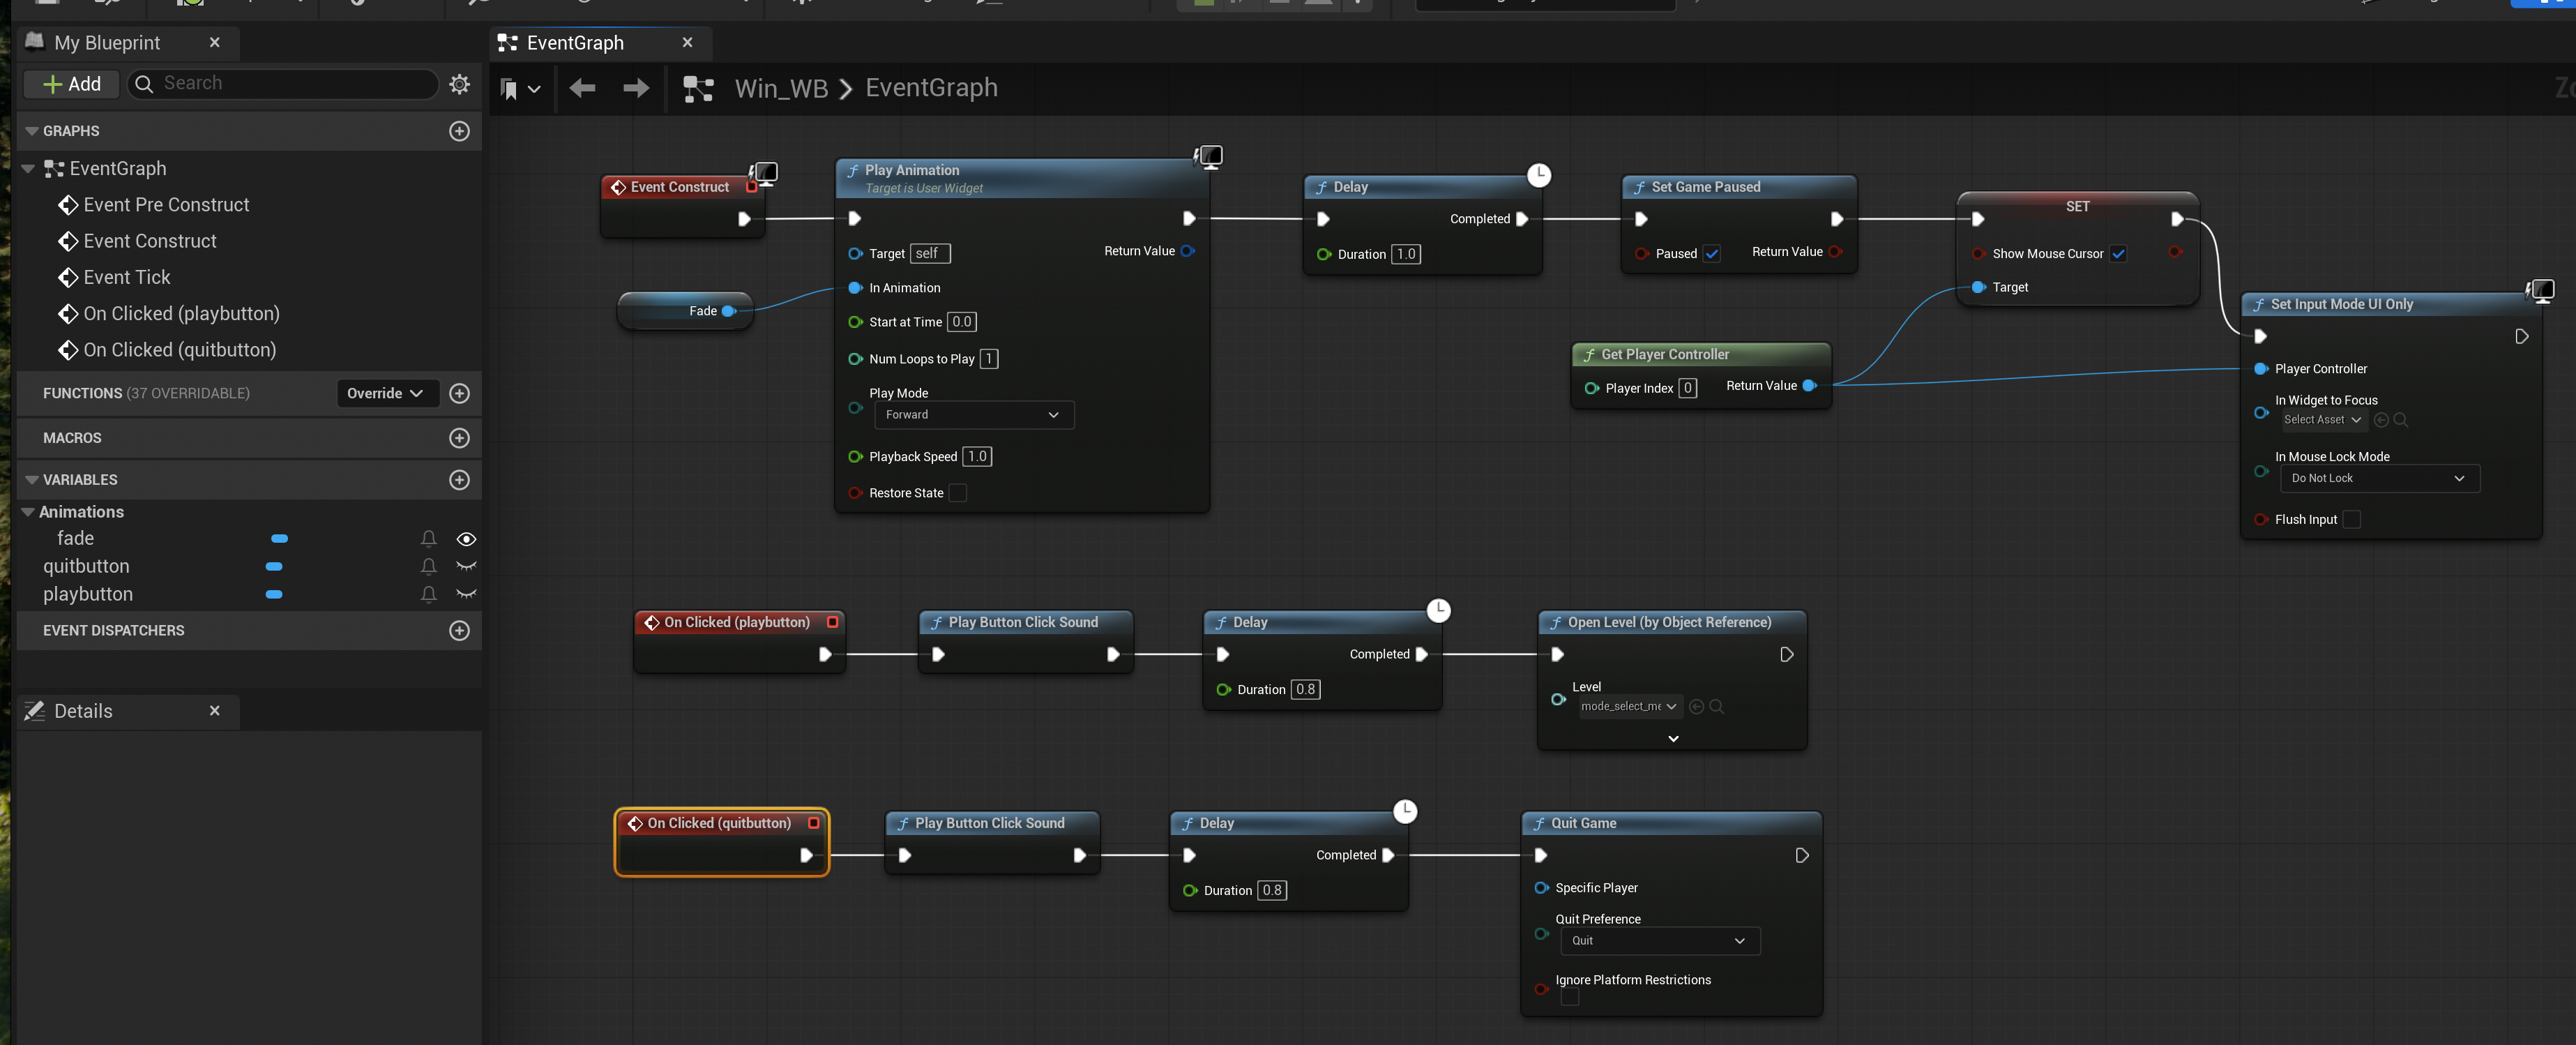 My Blueprint
Add
Search
GRAPHS
EventGraph
Event Pre Construct
Event Construct
Event Tick
On Clicked (playbutton)
On Clicked (quitbutton)
FUNCTIONS (37 OVERRIDABLE)
Override
MACROS
VARIABLES
Animations
fade
quitbutton
playbutton
EVENT DISPATCHERS
Details
EventGraph
Win_WB > EventGraph
Event Construct
Fade
Play Animation
Target is User Widget
Target self
Return Value
In Animation
Start at Time 0.0
Num Loops to Play 1
Play Mode
Forward
Playback Speed 1.0
Restore State
Delay
Completed
Duration 1.0
Set Game Paused
Paused
Return Value
Get Player Controller
Player Index 0
Return Value
SET
Show Mouse Cursor
Target
Set Input Mode UI Only
Player Controller
In Widget to Focus
Select Asset
In Mouse Lock Mode
Do Not Lock
Flush Input
On Clicked (playbutton)
Play Button Click Sound
Delay
Completed
Duration 0.8
Open Level (by Object Reference)
Level
mode_select_me
On Clicked (quitbutton)
Play Button Click Sound
Delay
Completed
Duration 0.8
Quit Game
Specific Player
Quit Preference
Quit
Ignore Platform Restrictions